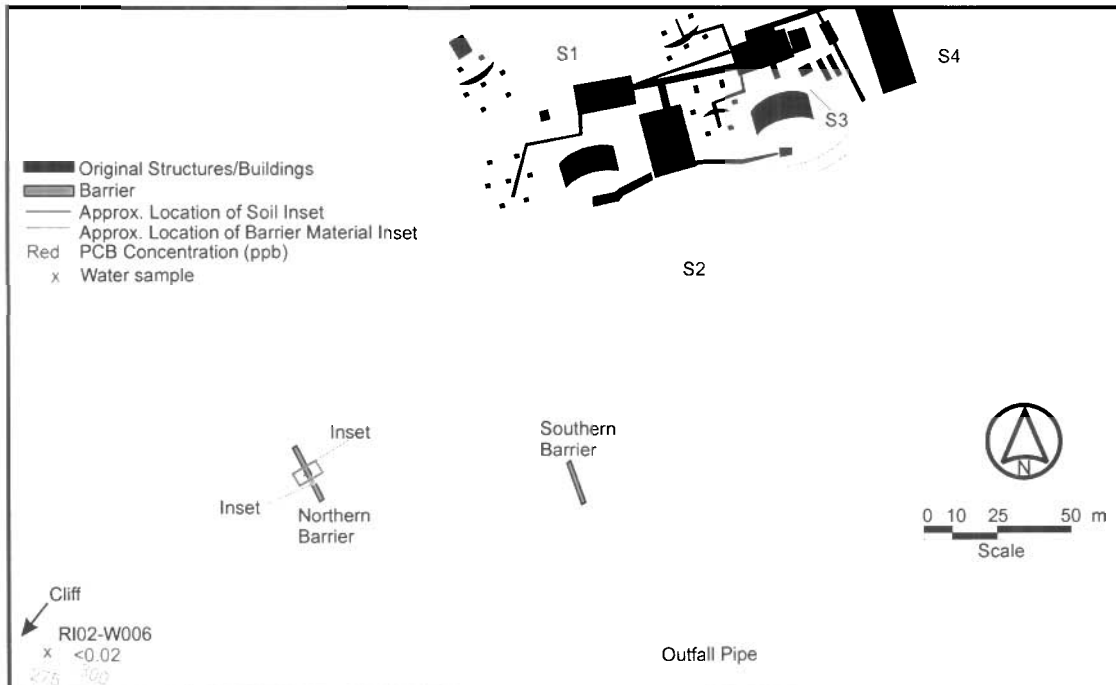 S1
S4
S3
Original Structures/Buildings
Barrier
Approx. Location of Soil Inset
Approx. Location of Barrier Material Inset
Red PCB Concentration (ppb)
x Water sample
S2
Inset
Southern
Barrier
Inset
Northern
Barrier
N
0 10 25 50 m
Scale
Cliff
RI02-W006
x <0.02
Outfall Pipe
275 300